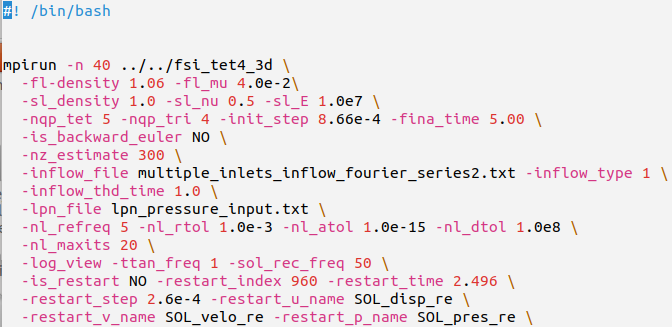 #! /bin/bash
mpirun -n 40 ../../fsi_tet4_3d \
-fl-density 1.06 -fl_mu 4.0e-2\
-sl_density 1.0 -sl_nu 0.5 -sl_E 1.0e7 \
-nqp_tet 5 -nqp_tri 4 -init_step 8.66e-4 -fina_time 5.00 \
-is_backward_euler NO \
-nz_estimate 300 \
-inflow_file multiple_inlets_inflow_fourier_series2.txt -inflow_type 1 \
-inflow_thd_time 1.0 \
-lpn_file lpn_pressure_input.txt \
-nl_refreq 5 -nl_rtol 1.0e-3 -nl_atol 1.0e-15 -nl_dtol 1.0e8 \
-nl_maxits 20 \
-log_view -ttan_freq 1 -sol_rec_freq 50 \
-is_restart NO -restart_index 960 -restart_time 2.496 \
-restart_step 2.6e-4 -restart_u_name SOL_disp_re \
-restart_v_name SOL_velo_re -restart_p_name SOL_pres_re \